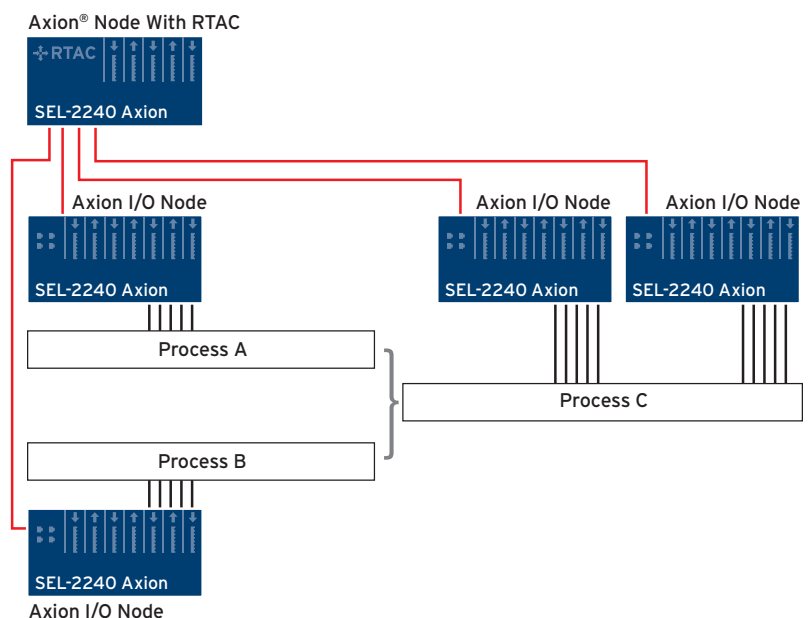 Axion® Node With RTAC
RTAC
SEL-2240 Axion
Axion I/O Node
SEL-2240 Axion
Process A
Axion I/O Node
SEL-2240 Axion
Axion I/O Node
SEL-2240 Axion
Process C
Process B
SEL-2240 Axion
Axion I/O Node